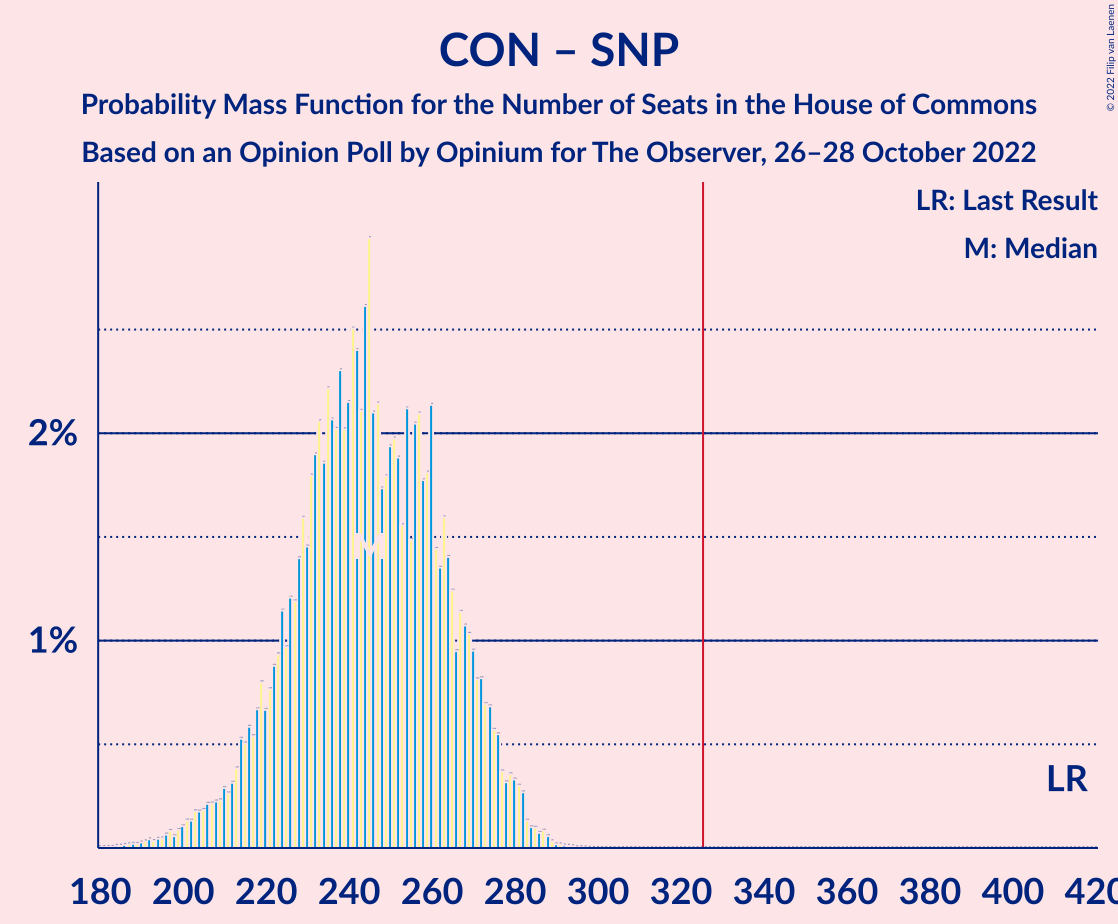 CON – SNP
Probability Mass Function for the Number of Seats in the House of Commons
Based on an Opinion Poll by Opinium for The Observer, 26–28 October 2022
© 2022 Filip van Laenen
LR: Last Result
M: Median
2%
1%
M
LR
180 200 220 240 260 280 300 320 340 360 380 400 420